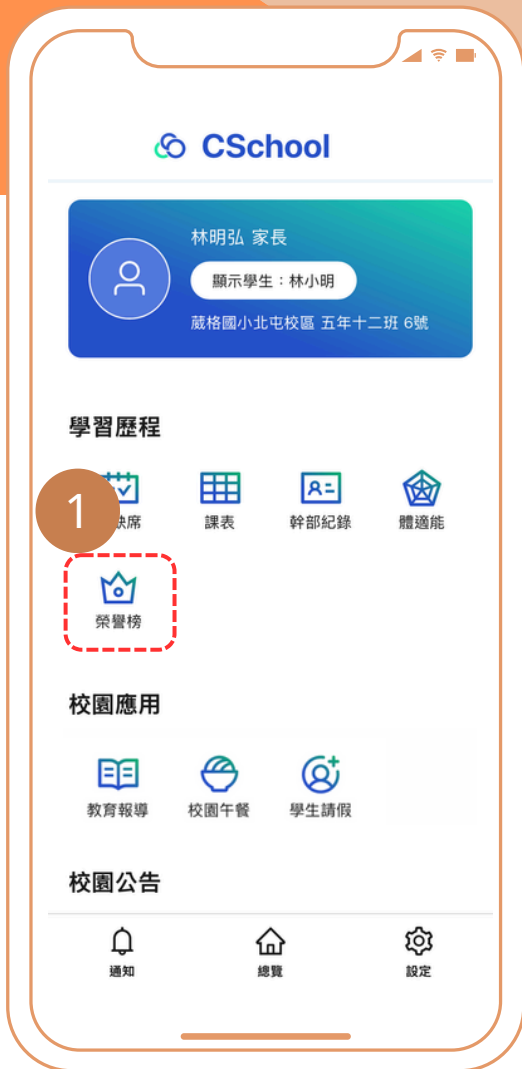 CSchool
林明弘 家長
顯示學生：林小明
葳格國小北屯校區 五年十二班 6號
學習歷程
1
席
課表
幹部紀錄
體適能
榮譽榜
校園應用
教育報導
校園午餐
學生請假
校園公告
通知
總覽
設定